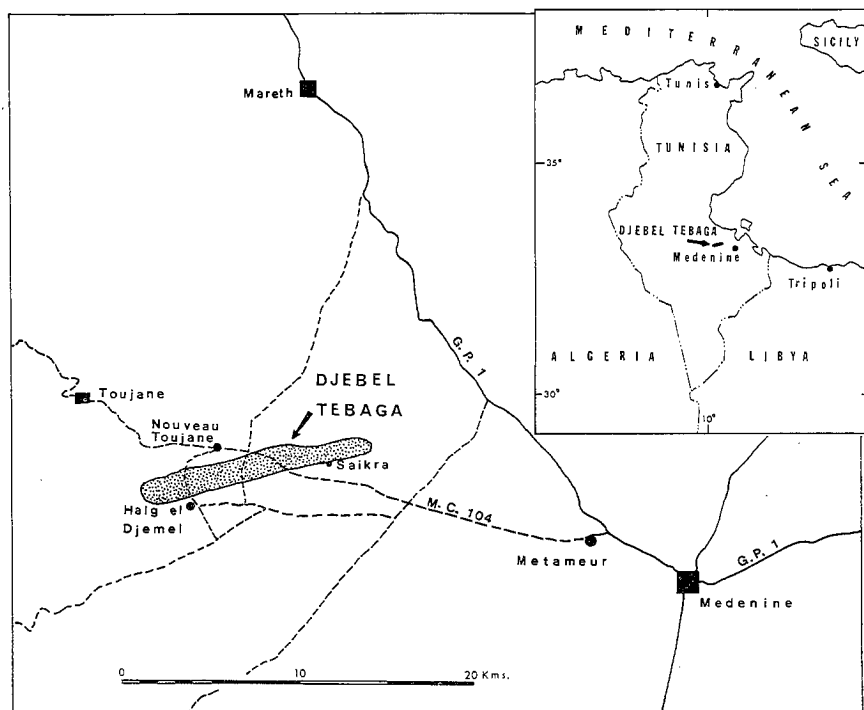 Mareth
G.P. 1
Toujane
DJEBEL
TEBAGA
Nouveau
Toujane
Saikra
Halg el
Djemel
M.C. 104
Metameur
G.P. 1
Medenine
0 10 20 Kms.
MEDITERRANEAN SEA
SICILY
Tunis
TUNISIA
35°
DJEBEL TEBAGA
Medenine
Tripoli
ALGERIA
LIBYA
30°
10°